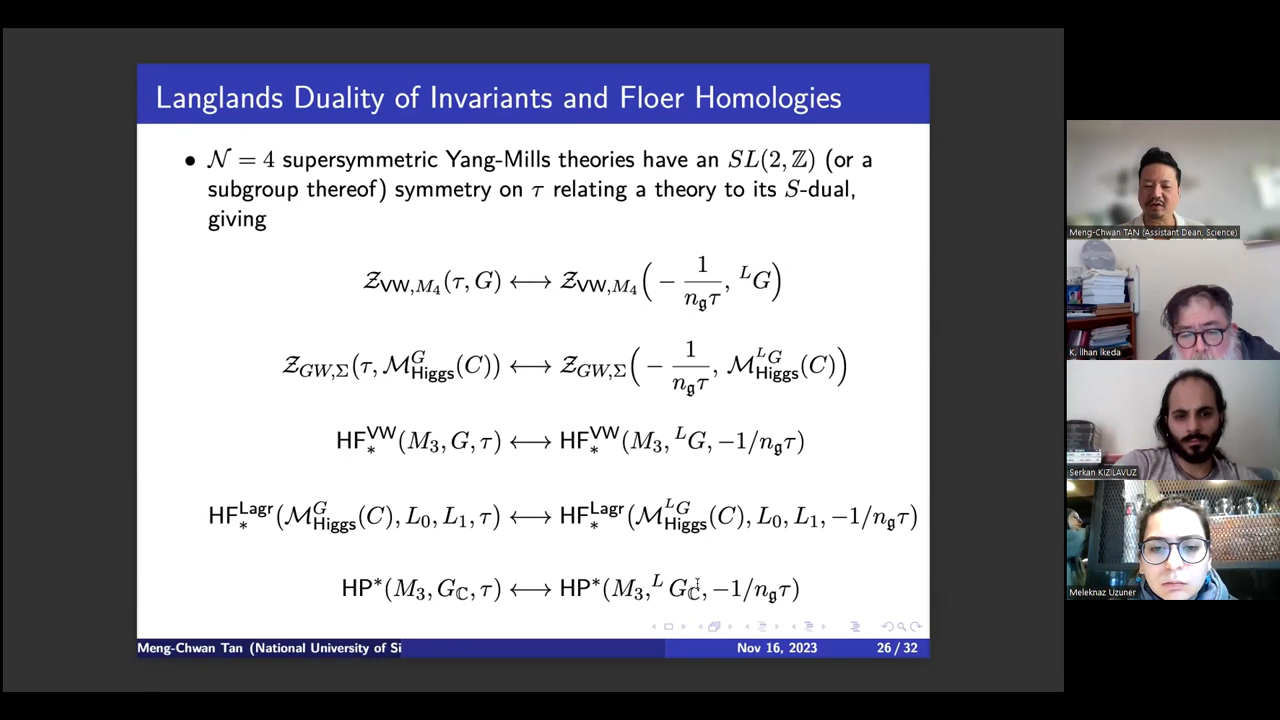 Langlands Duality of Invariants and Floer Homologies
• 𝒩 = 4 supersymmetric Yang-Mills theories have an SL(2, ℤ) (or a
subgroup thereof) symmetry on τ relating a theory to its S-dual,
giving
𝒵_{VW,M_4}(τ, G) ⟷ 𝒵_{VW,M_4}(− 1/(n_𝔤τ), ^LG)
𝒵_{GW,Σ}(τ, ℳ^G_{Higgs}(C)) ⟷ 𝒵_{GW,Σ}(− 1/(n_𝔤τ), ℳ^{^LG}_{Higgs}(C))
HF^{VW}_*(M_3, G, τ) ⟷ HF^{VW}_*(M_3, ^LG, −1/n_𝔤τ)
HF^{Lagr}_*(ℳ^G_{Higgs}(C), L_0, L_1, τ) ⟷ HF^{Lagr}_*(ℳ^{^LG}_{Higgs}(C), L_0, L_1, −1/n_𝔤τ)
HP^*(M_3, G_ℂ, τ) ⟷ HP^*(M_3, ^L G_ℂ, −1/n_𝔤τ)
Meng-Chwan Tan (National University of Si
Nov 16, 2023
26 / 32
Meng-Chwan TAN (Assistant Dean, Science)
K. İlhan İkeda
Serkan KIZILAVUZ
Meleknaz Uzuner